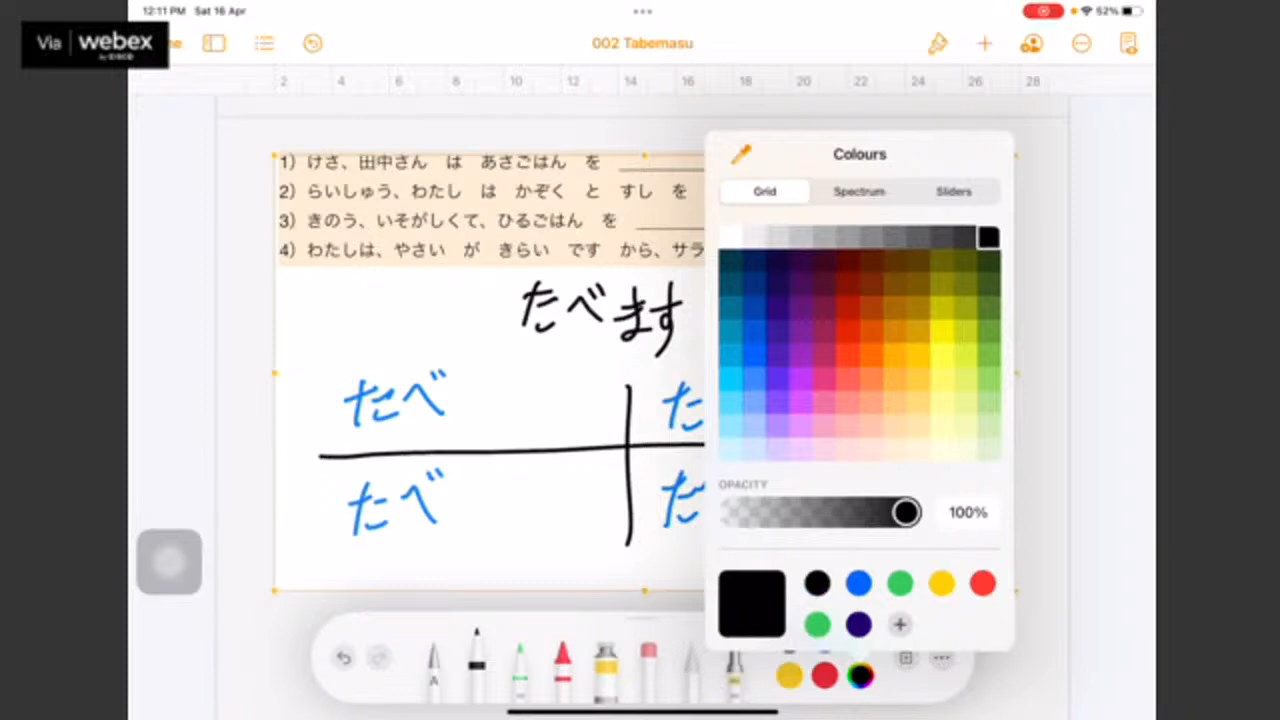 12:11 PM Sat 16 Apr
52%
Via webex
by CISCO
002 Tabemasu
2 4 6 8 10 12 14 16 18 20 22 24 26 28
1) けさ、田中さん は あさごはん を
2) らいしゅう、わたし は かぞく と すし を
3) きのう、いそがしくて、ひるごはん を
4) わたしは、やさい が きらい です から、サラ
たべます
たべ た
たべ た
Colours
Grid Spectrum Sliders
OPACITY
100%
A